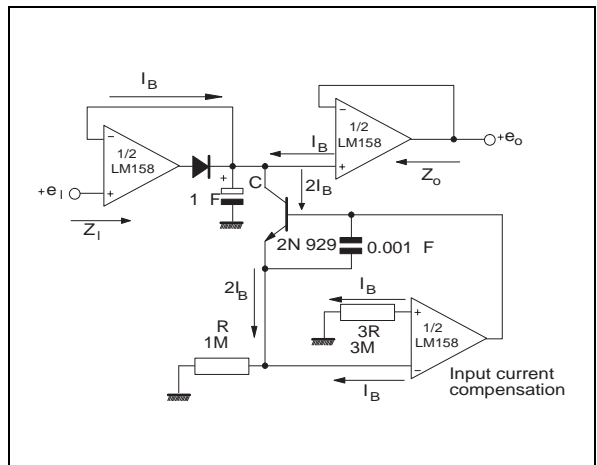 I B
I B
1/2
LM158
1/2
LM158
+e I
Z I
+
C
1 F
2I B
+e o
Z o
2N 929
0.001 F
2I B
I B
R
1M
3R
3M
1/2
LM158
I B
Input current
compensation